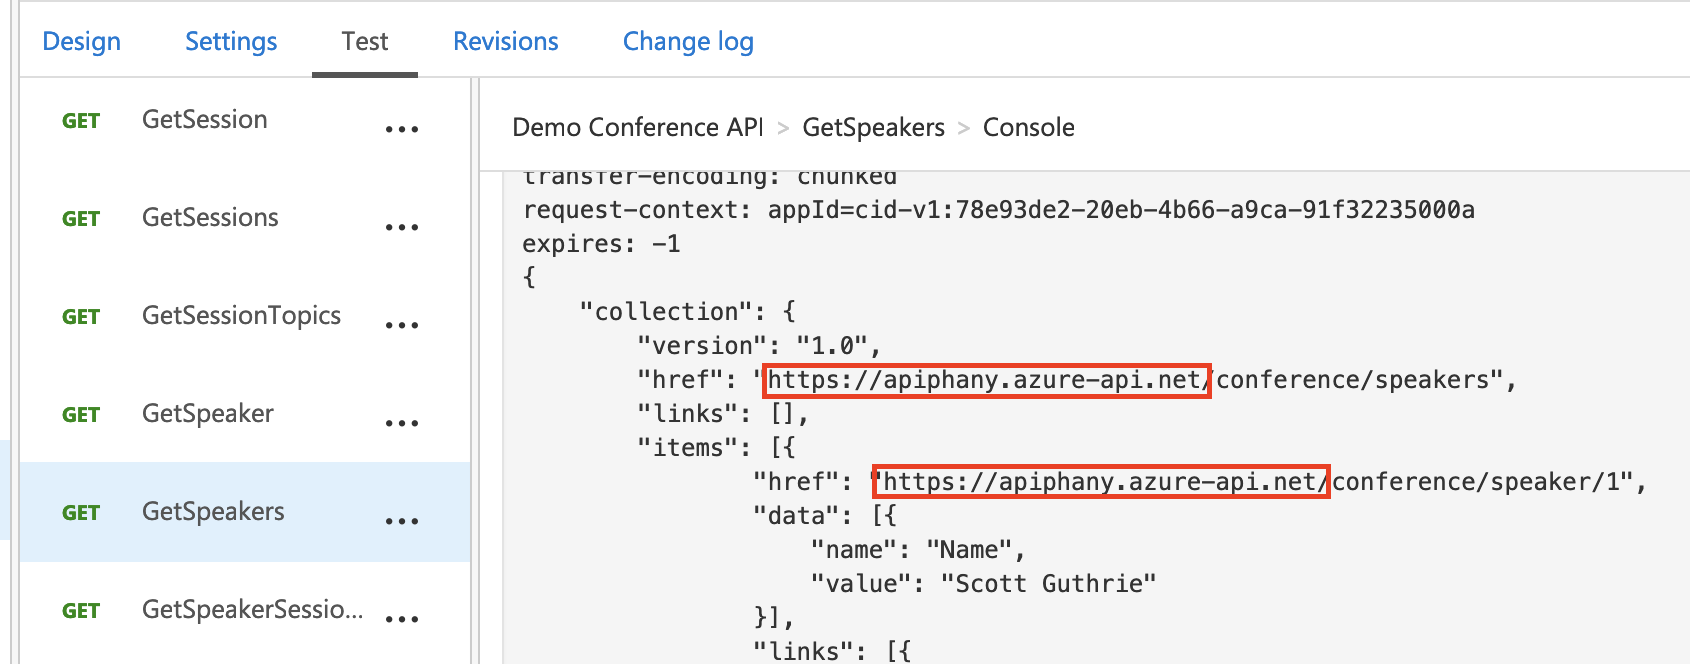 Design Settings Test Revisions Change log
GET GetSession ...
GET GetSessions ...
GET GetSessionTopics ...
GET GetSpeaker ...
GET GetSpeakers ...
GET GetSpeakerSessio... ...
Demo Conference API > GetSpeakers > Console
transfer-encoding: chunked
request-context: appId=cid-v1:78e93de2-20eb-4b66-a9ca-91f32235000a
expires: -1
{
    "collection": {
        "version": "1.0",
        "href": "https://apiphany.azure-api.net/conference/speakers",
        "links": [],
        "items": [{
                "href": "https://apiphany.azure-api.net/conference/speaker/1",
                "data": [{
                    "name": "Name",
                    "value": "Scott Guthrie"
                }],
                "links": [{